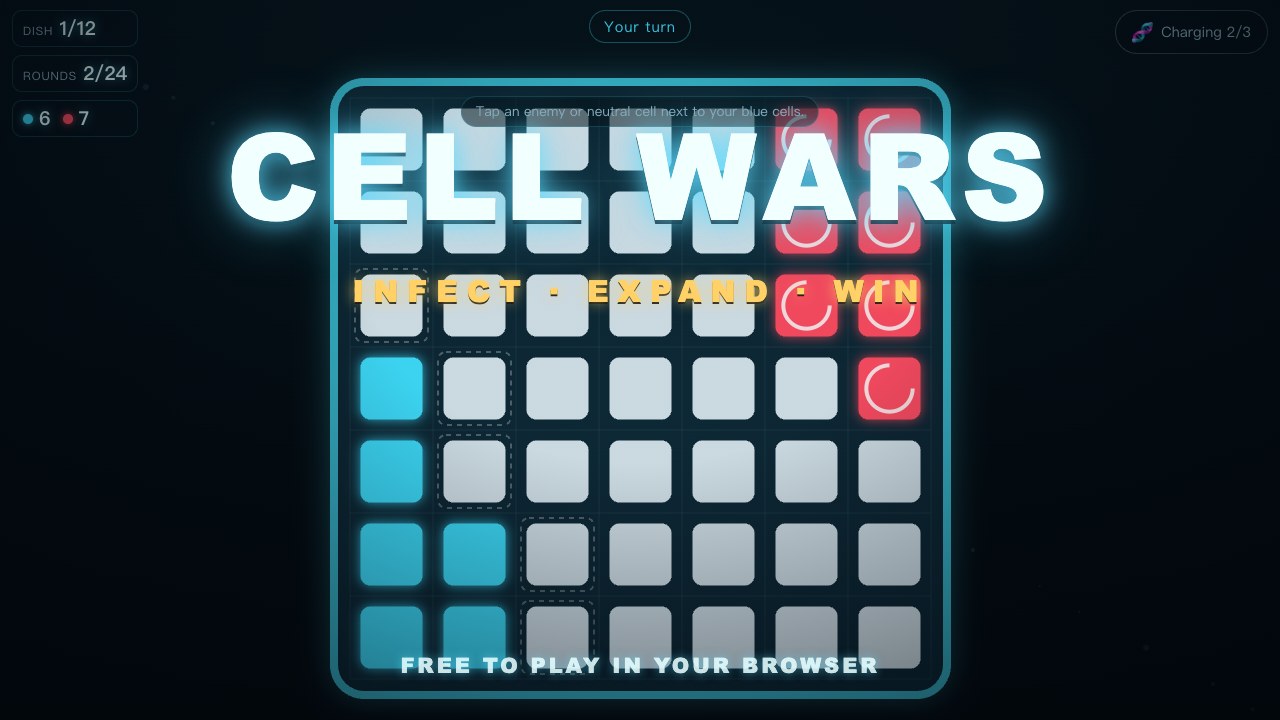 DISH 1/12
Your turn
Charging 2/3
ROUNDS 2/24
6 7
Tap an enemy or neutral cell next to your blue cells.
CELL WARS
INFECT · EXPAND · WIN
FREE TO PLAY IN YOUR BROWSER